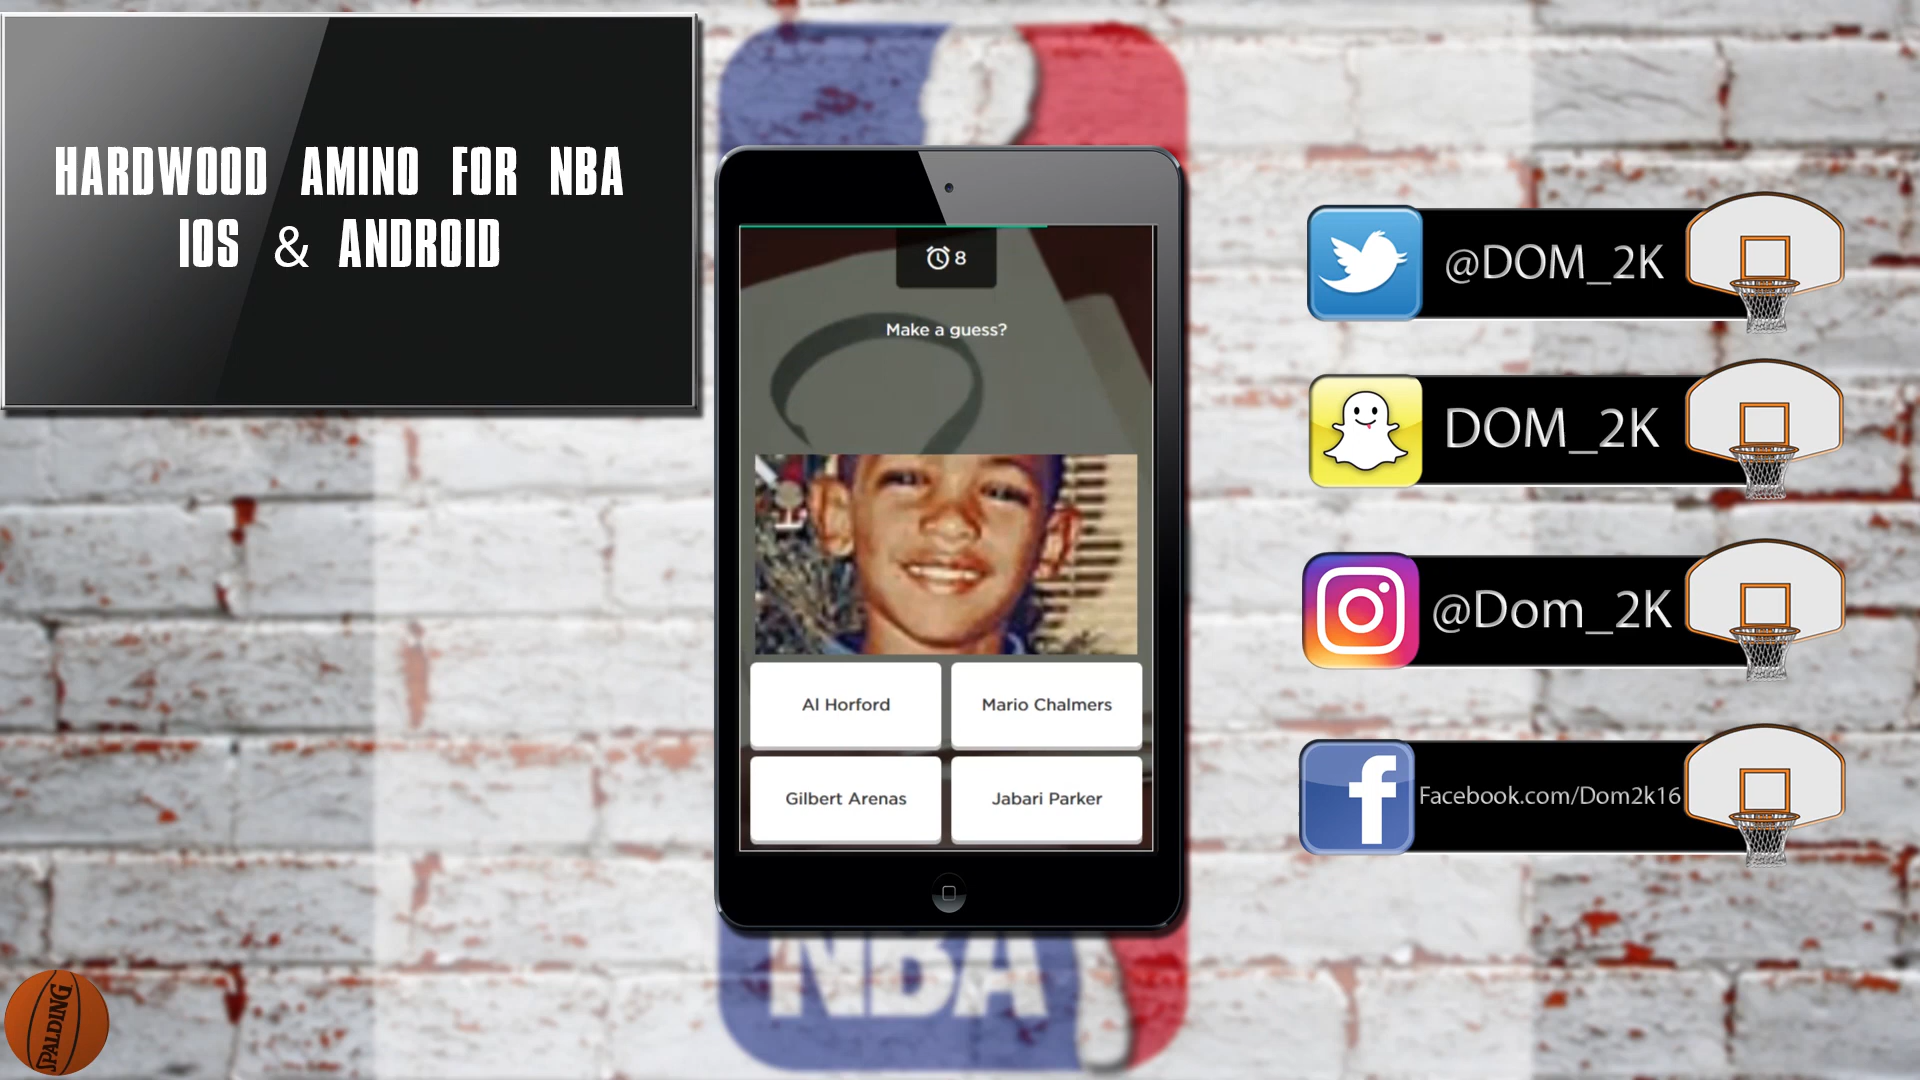 HARDWOOD AMINO FOR NBA
IOS & ANDROID
8
Make a guess?
Al Horford
Mario Chalmers
Gilbert Arenas
Jabari Parker
@DOM_2K
DOM_2K
@Dom_2K
Facebook.com/Dom2k16
NBA
SPALDING